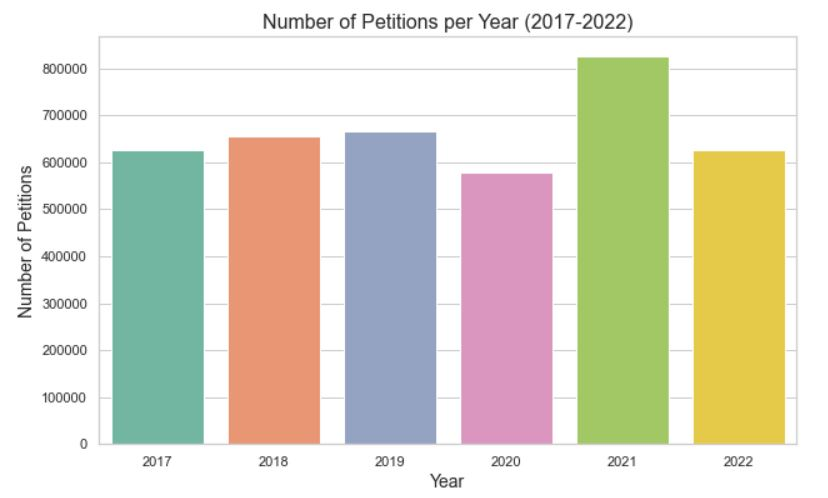 Number of Petitions per Year (2017-2022)
800000
700000
600000
500000
400000
300000
200000
100000
0
Number of Petitions
2017 2018 2019 2020 2021 2022
Year